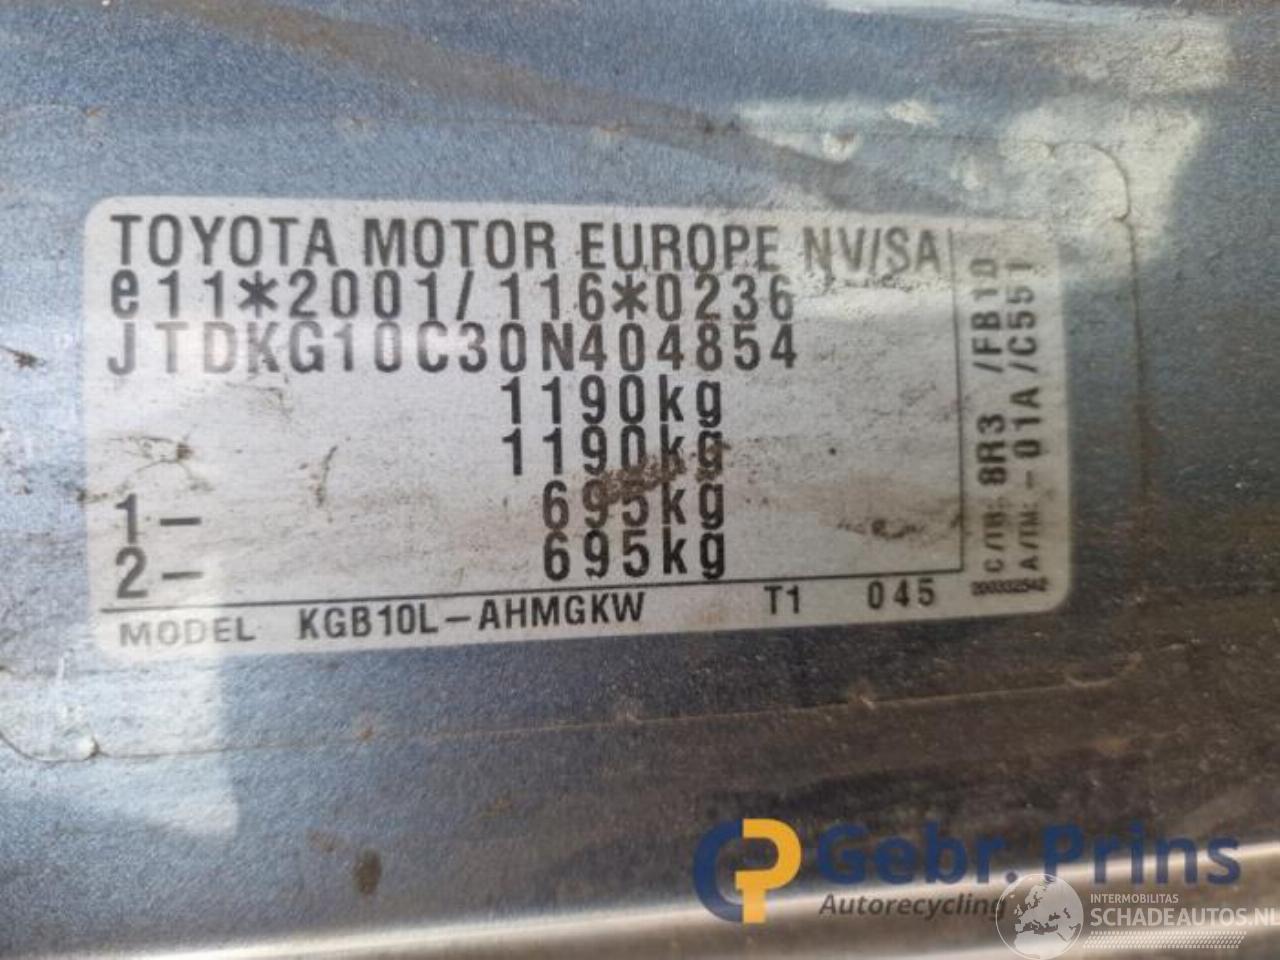 TOYOTA MOTOR EUROPE NV/SA
e11*2001/116*0236
JTDKG10C30N404854
1190kg
1190kg
1- 695kg
2- 695kg
MODEL KGB10L-AHMGKW T1 045
C/TR: 8R3 /FB10
A/TM: -01A /C551
Gebr. Prins
Autorecycling
INTERMOBILITAS
SCHADEAUTOS.NL